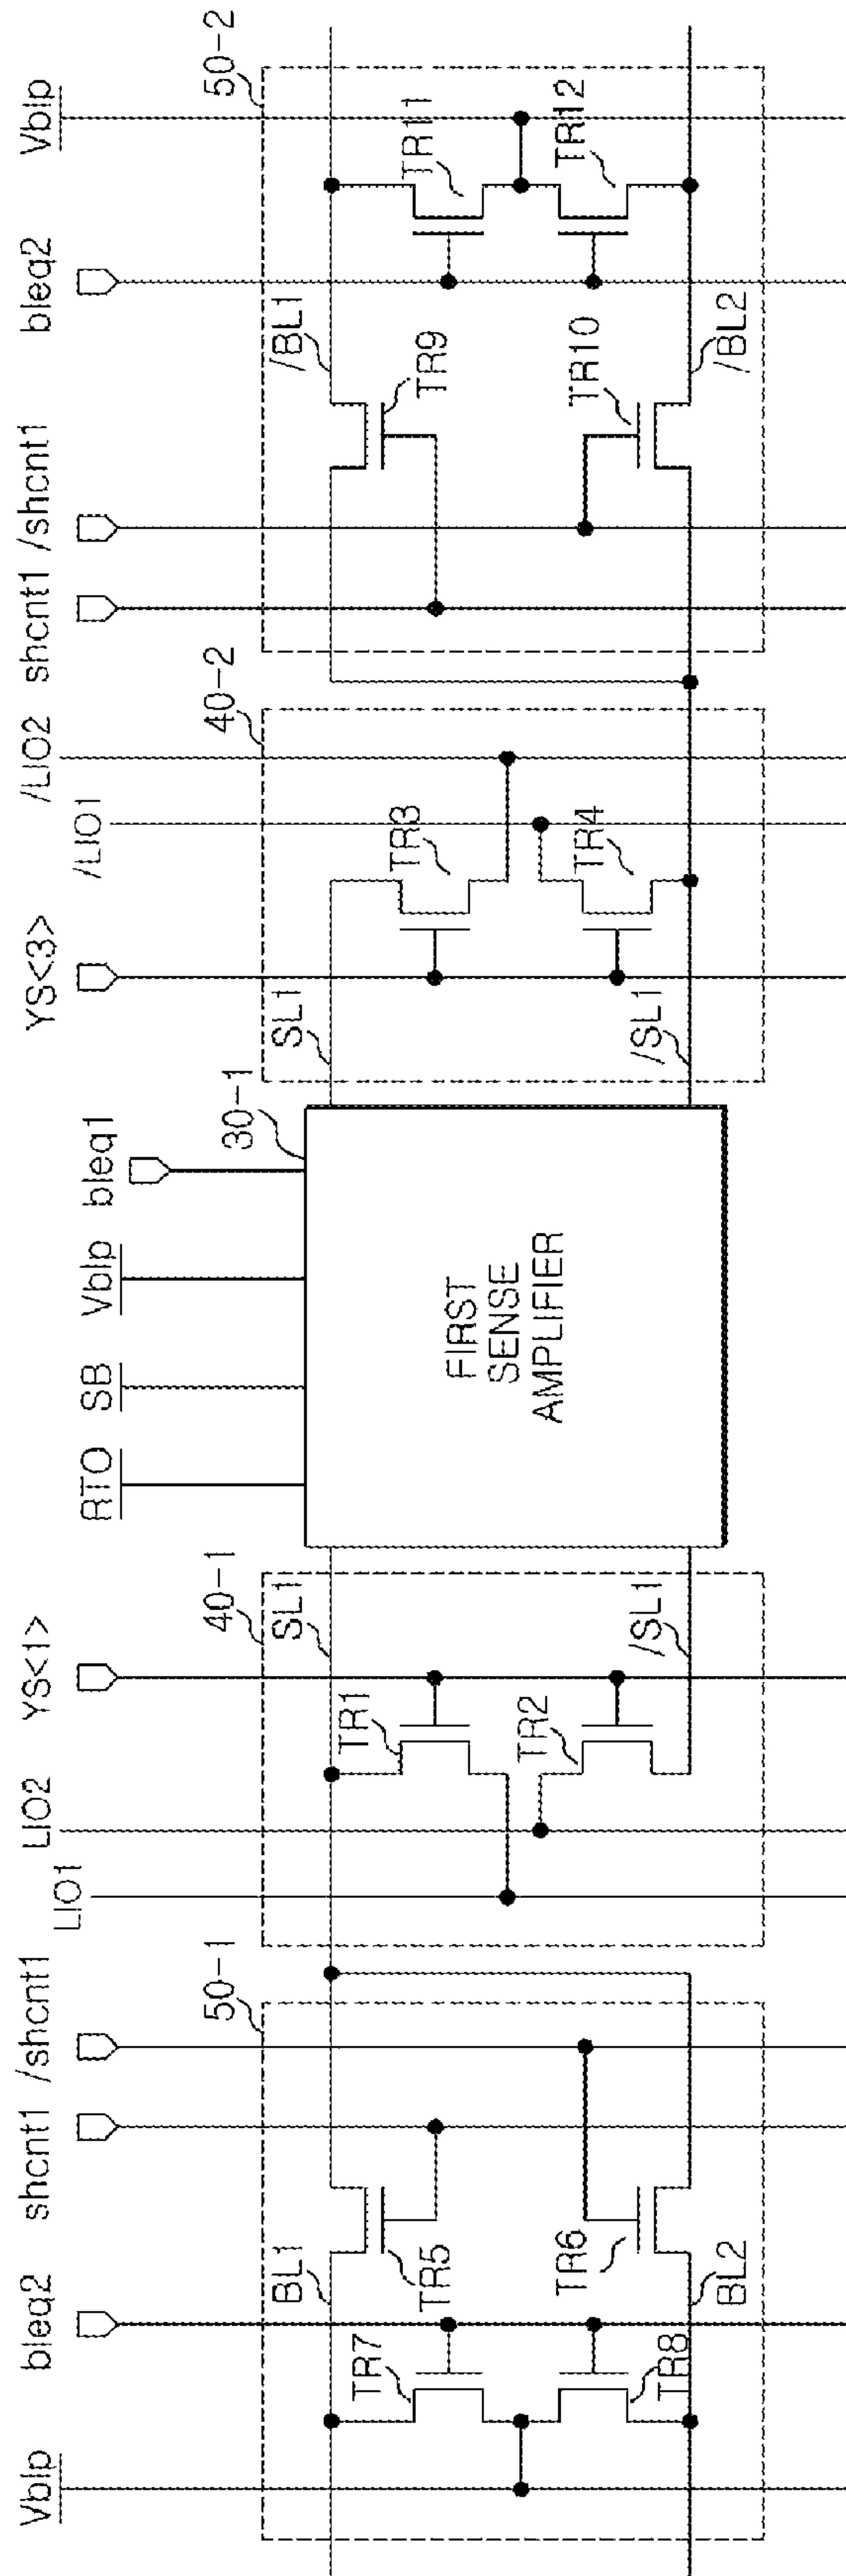 Vblp
bleq2
shcnt1
/shcnt1
LIO1
LIO2
YS<1>
RTO
SB
Vblp
bleq1
YS<3>
/LIO1
/LIO2
shcnt1
/shcnt1
bleq2
Vblp
50-1
40-1
30-1
40-2
50-2
BL1
SL1
SL1
/BL1
TR7
TR5
TR1
TR3
TR9
TR11
FIRST
SENSE
AMPLIFIER
TR8
TR6
TR2
TR4
TR10
TR12
BL2
/SL1
/SL1
/BL2